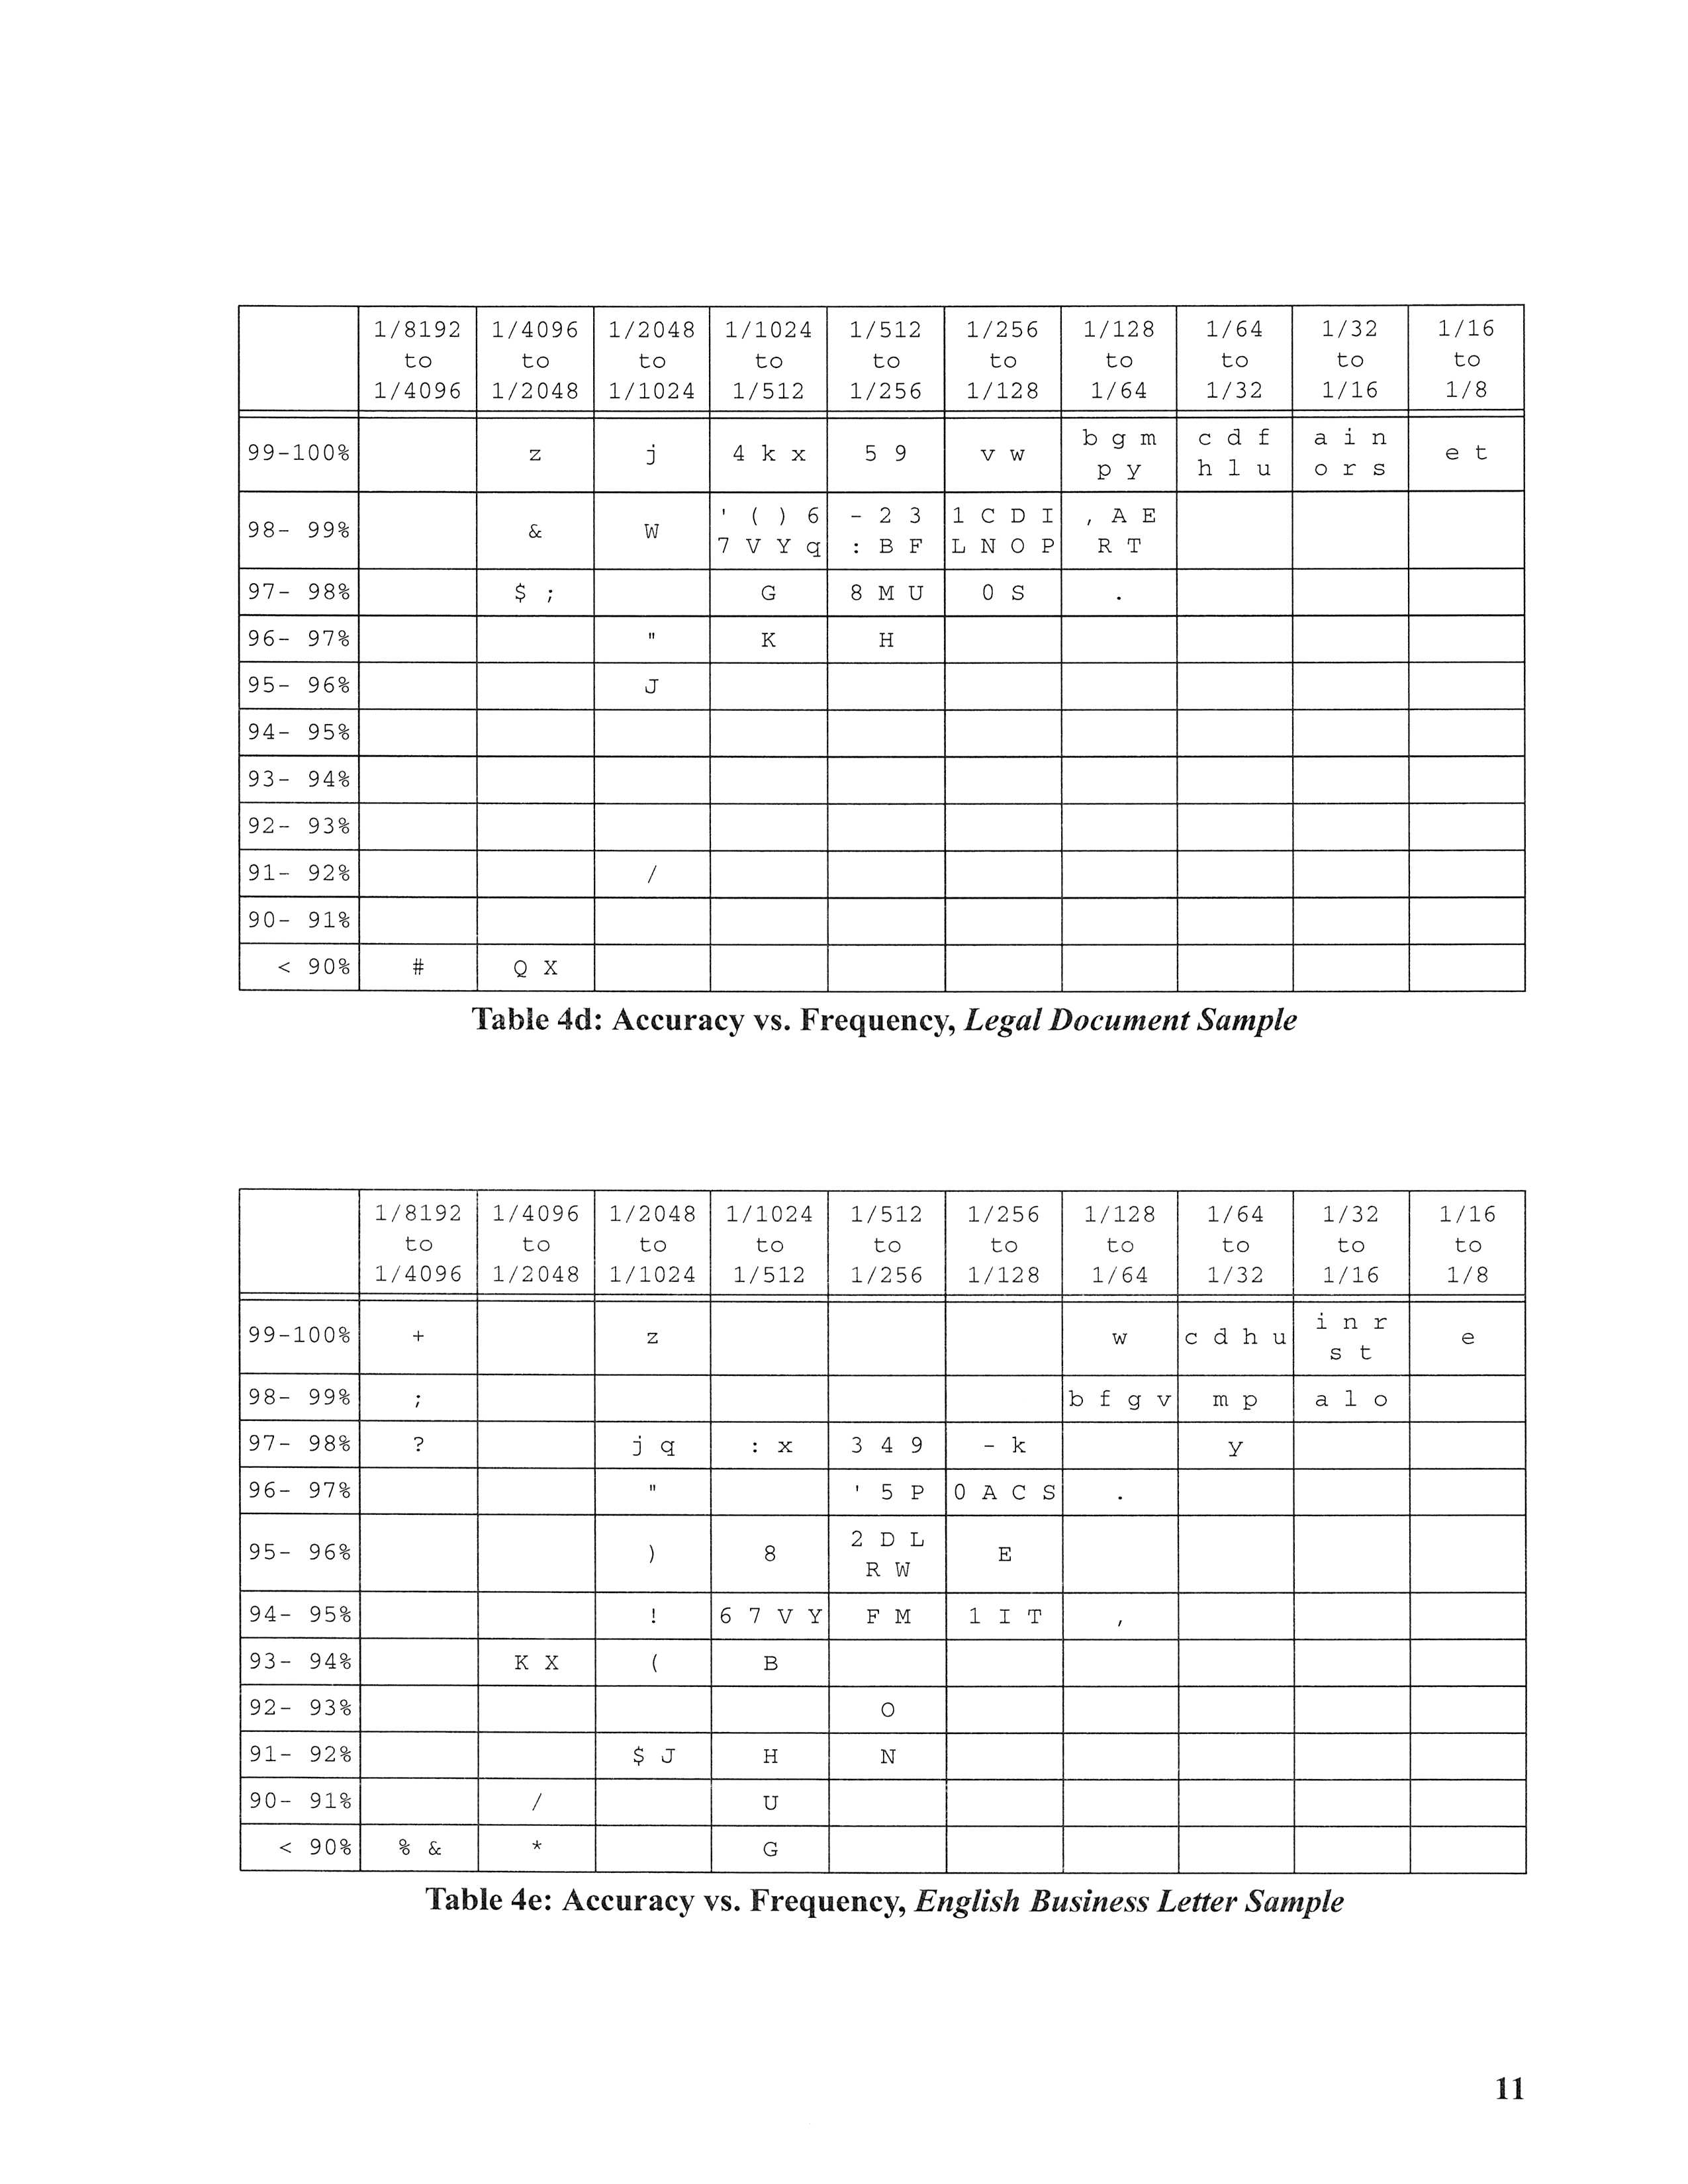 1/8192 1/4096 1/2048 1/1024 1/512 1/256 1/128 1/64 1/32 1/16
to to to to to to to to to to
1/4096 1/2048 1/1024 1/512 1/256 1/128 1/64 1/32 1/16 1/8
b g m c d f a i n
99-100% z j 4 k x 5 9 v w e t
p y h l u o r s
' ( ) 6 - 2 3 1 C D I , A E
98- 99% & W
7 V Y q : B F L N O P R T
97- 98% $ ; G 8 M U 0 S .
96- 97% " K H
95- 96% J
94- 95%
93- 94%
92- 93%
91- 92% /
90- 91%
< 90% # Q X
Table 4d: Accuracy vs. Frequency, Legal Document Sample
1/8192 1/4096 1/2048 1/1024 1/512 1/256 1/128 1/64 1/32 1/16
to to to to to to to to to to
1/4096 1/2048 1/1024 1/512 1/256 1/128 1/64 1/32 1/16 1/8
i n r
99-100% + z w c d h u e
s t
98- 99% ; b f g v m p a l o
97- 98% ? j q : x 3 4 9 - k y
96- 97% " ' 5 P 0 A C S .
2 D L
95- 96% ) 8 E
R W
94- 95% ! 6 7 V Y F M 1 I T ,
93- 94% K X ( B
92- 93% O
91- 92% $ J H N
90- 91% / U
< 90% % & * G
Table 4e: Accuracy vs. Frequency, English Business Letter Sample
11